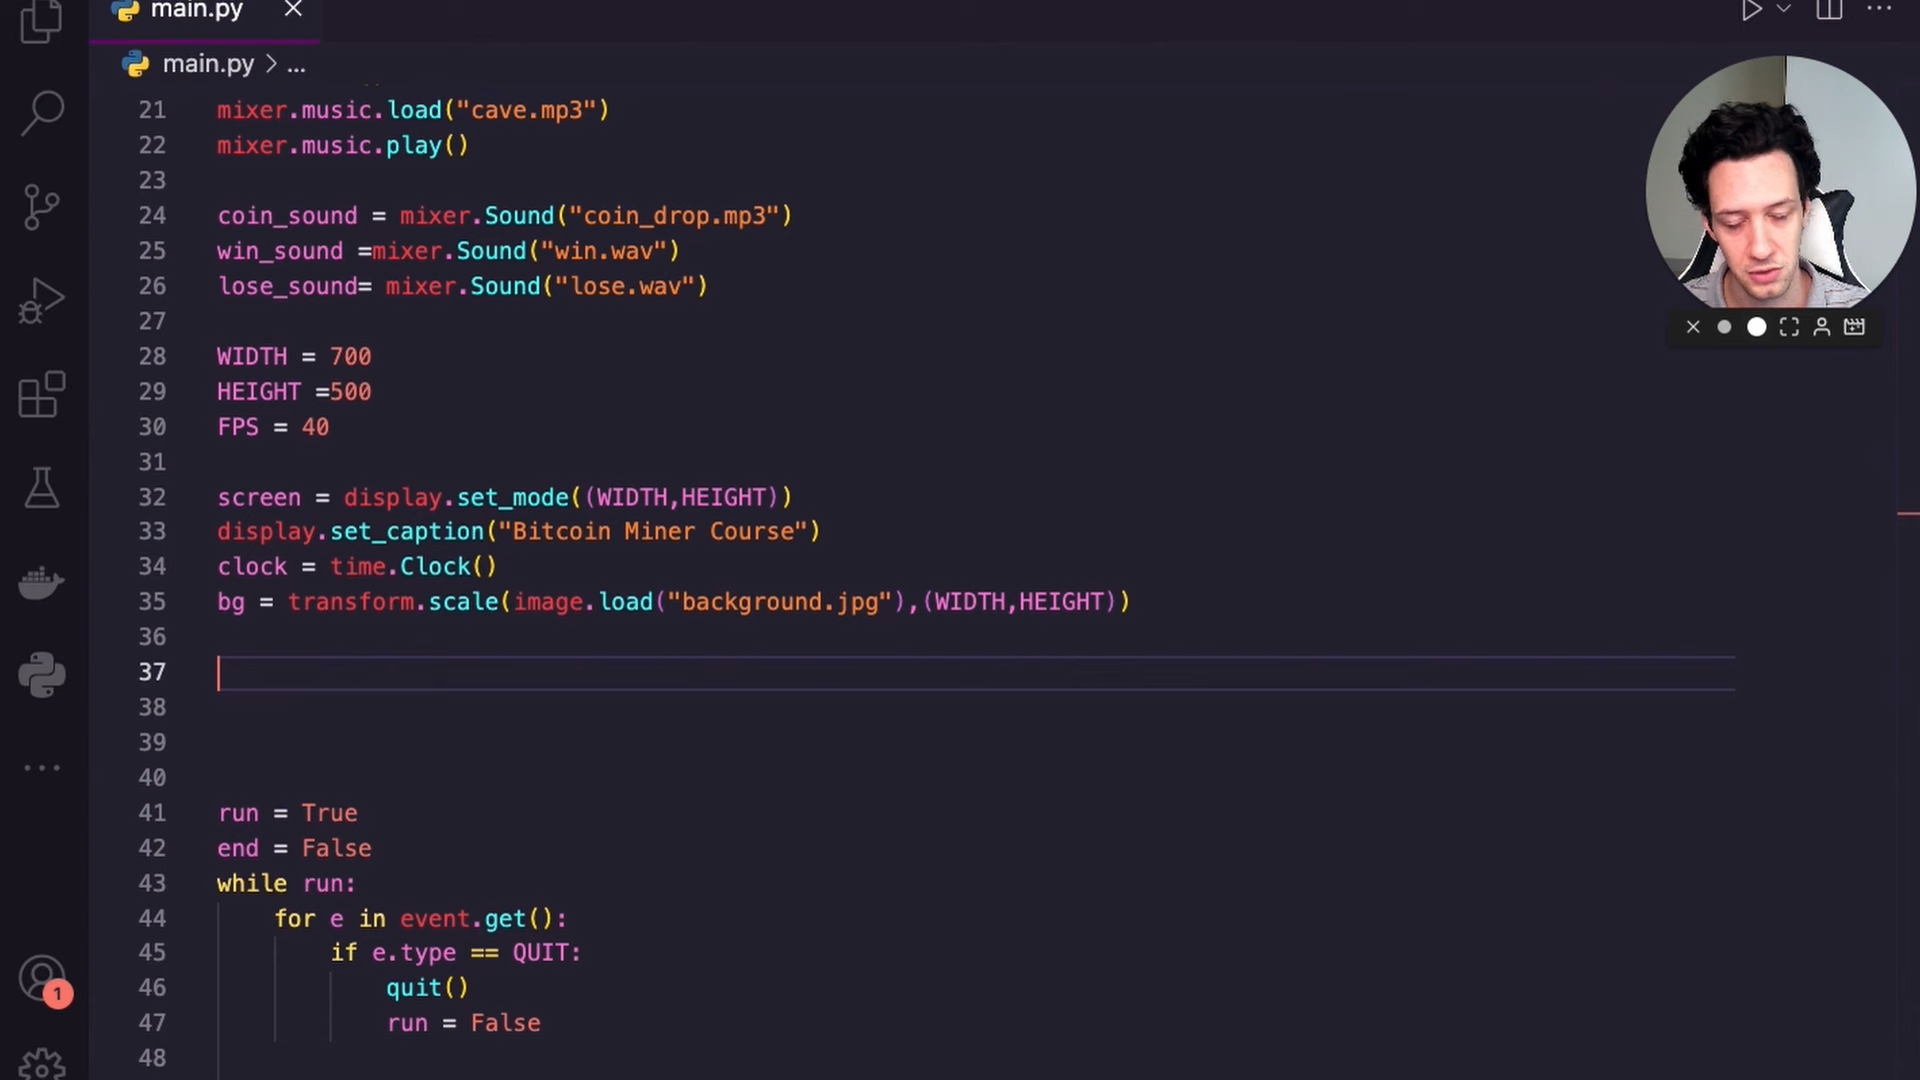 main.py
main.py > ...
21 mixer.music.load("cave.mp3")
22 mixer.music.play()
23
24 coin_sound = mixer.Sound("coin_drop.mp3")
25 win_sound =mixer.Sound("win.wav")
26 lose_sound= mixer.Sound("lose.wav")
27
28 WIDTH = 700
29 HEIGHT =500
30 FPS = 40
31
32 screen = display.set_mode((WIDTH,HEIGHT))
33 display.set_caption("Bitcoin Miner Course")
34 clock = time.Clock()
35 bg = transform.scale(image.load("background.jpg"),(WIDTH,HEIGHT))
36
37
38
39
40
41 run = True
42 end = False
43 while run:
44 for e in event.get():
45 if e.type == QUIT:
46 quit()
47 run = False
48
1